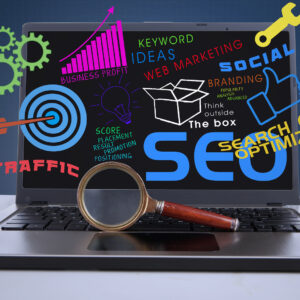 KEYWORD
IDEAS
WEB MARKETING
BUSINESS PROFIT
SOCIAL
BRANDING
Think
outside
The box
SCORE
PLACEMENT
RESULT
PROMOTION
POSITIONING
SEO
SEARCH
OPTIMIZ
TRAFFIC